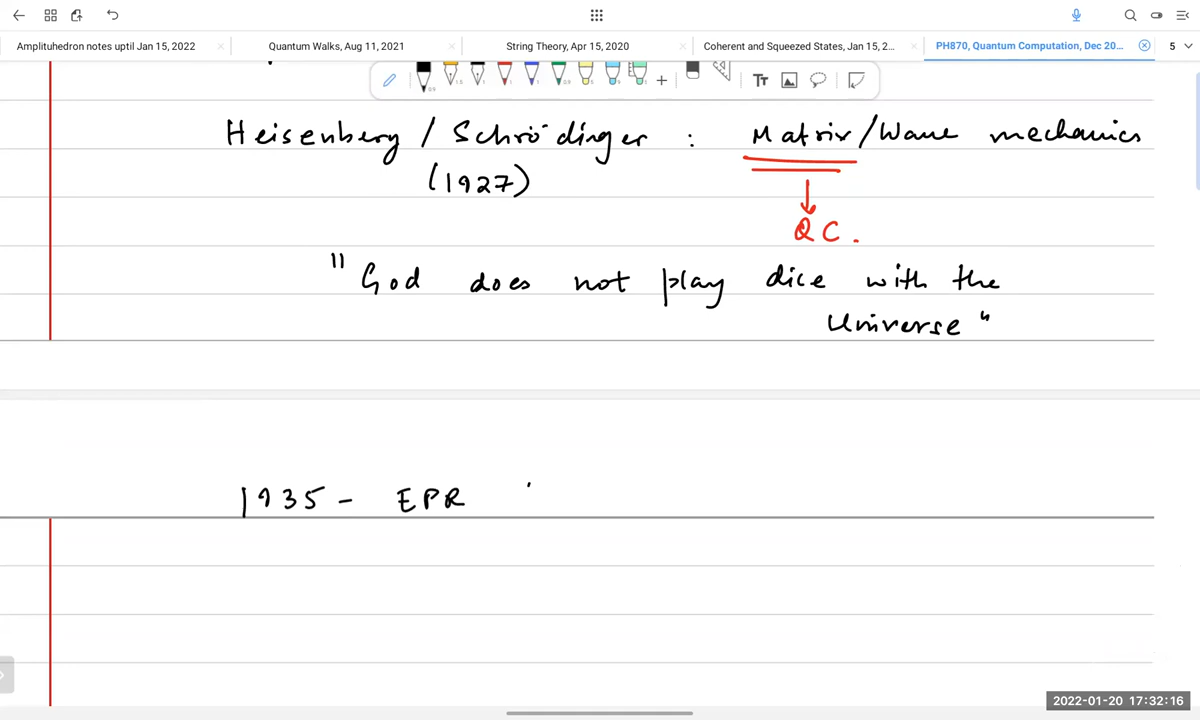 Amplituhedron notes uptil Jan 15, 2022
Quantum Walks, Aug 11, 2021
String Theory, Apr 15, 2020
Coherent and Squeezed States, Jan 15, 2...
PH870, Quantum Computation, Dec 20...
5
Tr
Heisenberg / Schrödinger : Matrix/Wave mechanics
(1927)
↓
QC.
"God does not play dice with the
Universe"
1935 - EPR
2022-01-20 17:32:16